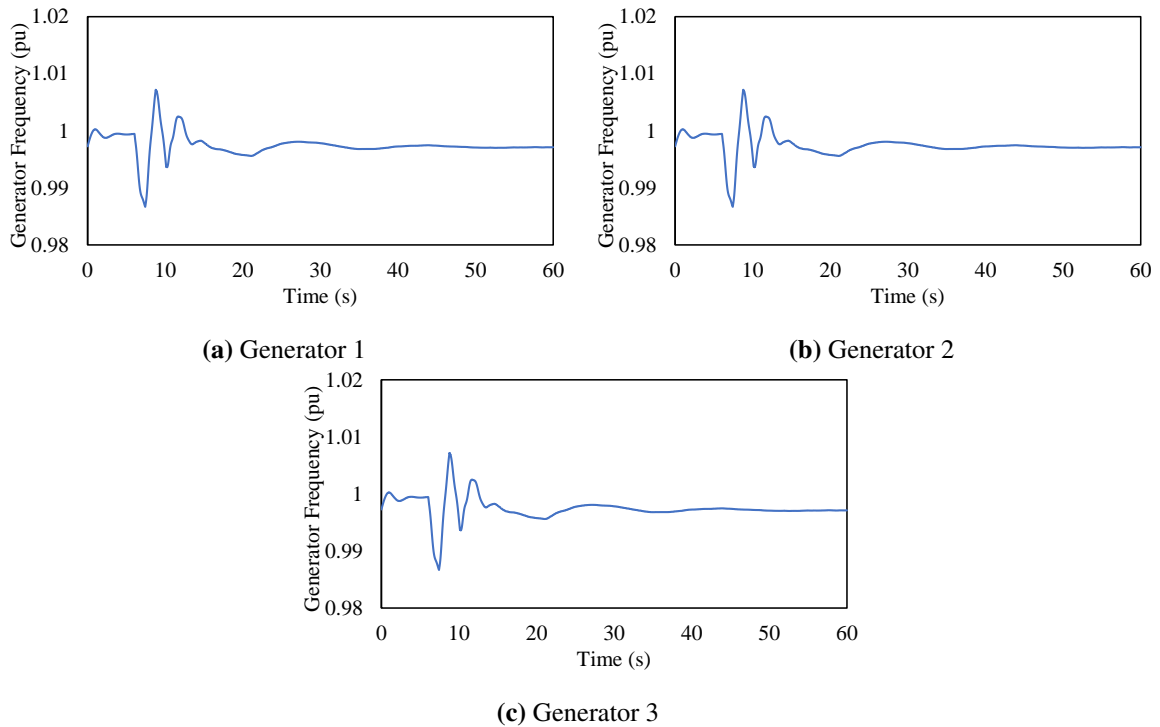 Generator Frequency (pu)
1.02
1.01
1
0.99
0.98
0 10 20 30 40 50 60
Time (s)
(a) Generator 1
Generator Frequency (pu)
1.02
1.01
1
0.99
0.98
0 10 20 30 40 50 60
Time (s)
(b) Generator 2
Generator Frequency (pu)
1.02
1.01
1
0.99
0.98
0 10 20 30 40 50 60
Time (s)
(c) Generator 3